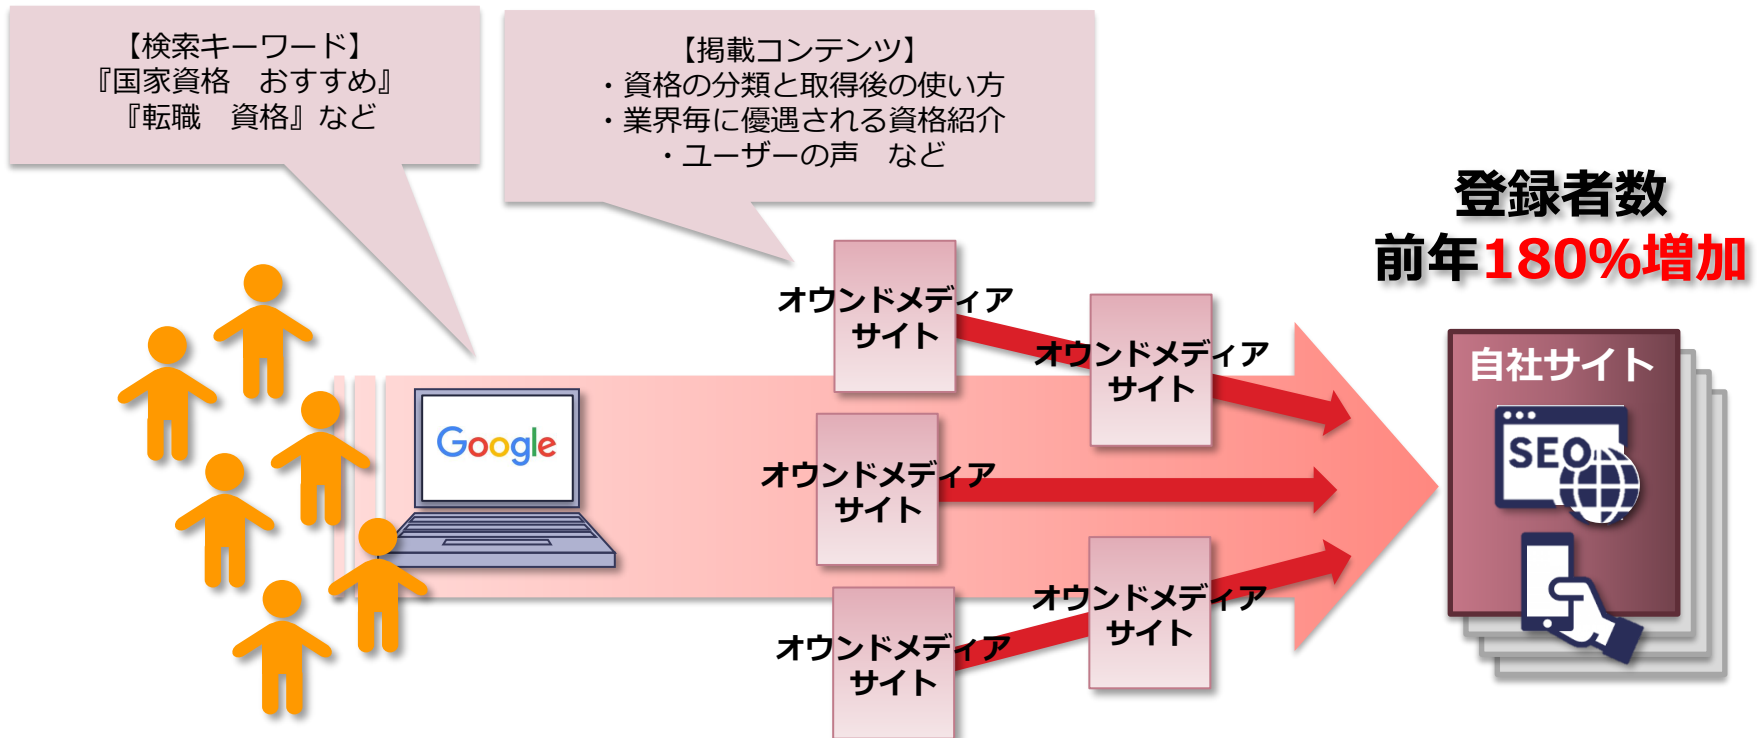 【検索キーワード】
『国家資格　おすすめ』
『転職　資格』など
【掲載コンテンツ】
・資格の分類と取得後の使い方
・業界毎に優遇される資格紹介
・ユーザーの声　など
登録者数
前年180%増加
オウンドメディア
サイト
オウンドメディア
サイト
自社サイト
SEO
Google
オウンドメディア
サイト
オウンドメディア
サイト
オウンドメディア
サイト